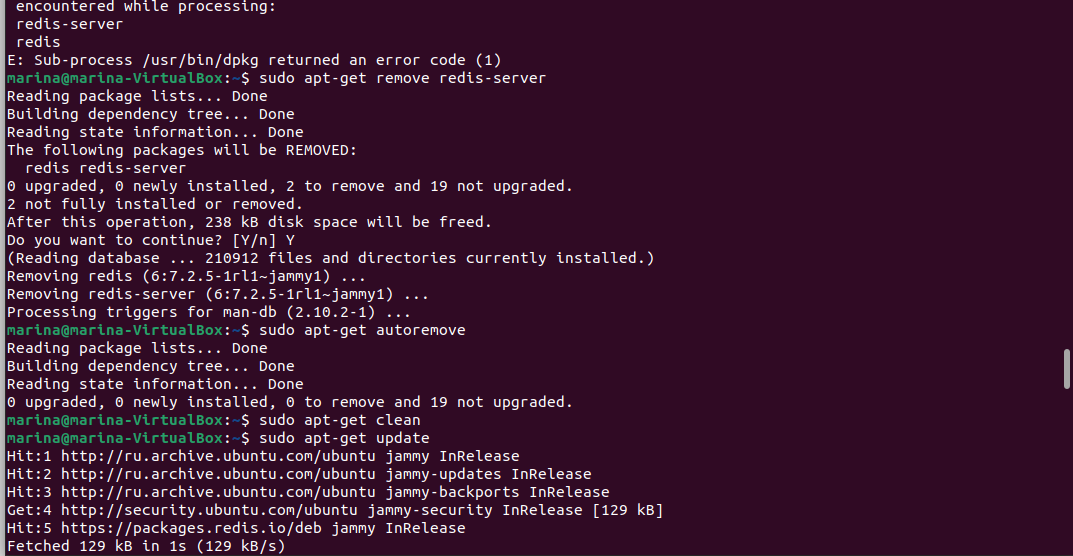 encountered while processing:
redis-server
redis
E: Sub-process /usr/bin/dpkg returned an error code (1)
marina@marina-VirtualBox:~$ sudo apt-get remove redis-server
Reading package lists... Done
Building dependency tree... Done
Reading state information... Done
The following packages will be REMOVED:
  redis redis-server
0 upgraded, 0 newly installed, 2 to remove and 19 not upgraded.
2 not fully installed or removed.
After this operation, 238 kB disk space will be freed.
Do you want to continue? [Y/n] Y
(Reading database ... 210912 files and directories currently installed.)
Removing redis (6:7.2.5-1rl1~jammy1) ...
Removing redis-server (6:7.2.5-1rl1~jammy1) ...
Processing triggers for man-db (2.10.2-1) ...
marina@marina-VirtualBox:~$ sudo apt-get autoremove
Reading package lists... Done
Building dependency tree... Done
Reading state information... Done
0 upgraded, 0 newly installed, 0 to remove and 19 not upgraded.
marina@marina-VirtualBox:~$ sudo apt-get clean
marina@marina-VirtualBox:~$ sudo apt-get update
Hit:1 http://ru.archive.ubuntu.com/ubuntu jammy InRelease
Hit:2 http://ru.archive.ubuntu.com/ubuntu jammy-updates InRelease
Hit:3 http://ru.archive.ubuntu.com/ubuntu jammy-backports InRelease
Get:4 http://security.ubuntu.com/ubuntu jammy-security InRelease [129 kB]
Hit:5 https://packages.redis.io/deb jammy InRelease
Fetched 129 kB in 1s (129 kB/s)